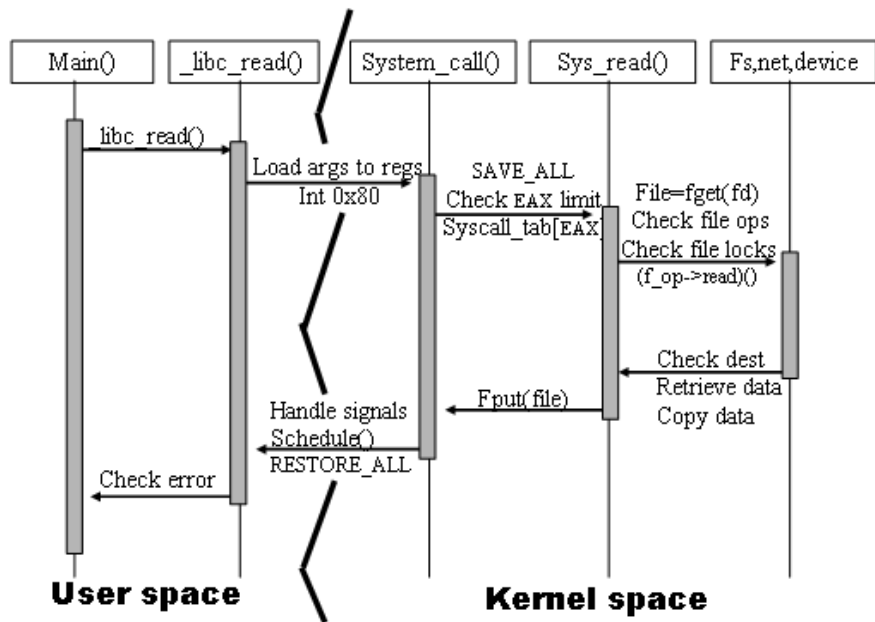 Main()
_libc_read()
System_call()
Sys_read()
Fs,net,device
_libc_read()
Load args to regs
Int 0x80
SAVE_ALL
Check EAX limit
Syscall_tab[EAX]
File=fget(fd)
Check file ops
Check file locks
(f_op->read)()
Check dest
Retrieve data
Copy data
Fput(file)
Handle signals
Schedule()
RESTORE_ALL
Check error
User space
Kernel space